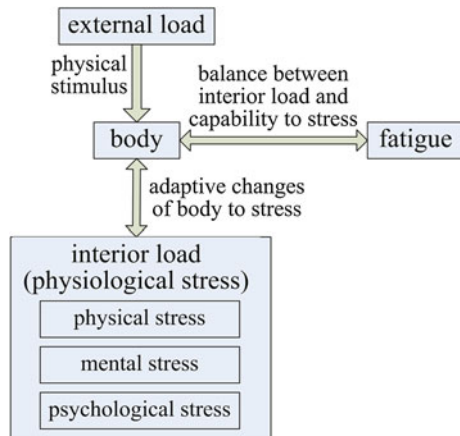 external load
physical
stimulus
balance between
interior load and
capability to stress
body
fatigue
adaptive changes
of body to stress
interior load
(physiological stress)
physical stress
mental stress
psychological stress